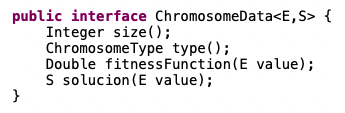 public interface ChromosomeData<E,S> {
    Integer size();
    ChromosomeType type();
    Double fitnessFunction(E value);
    S solucion(E value);
}